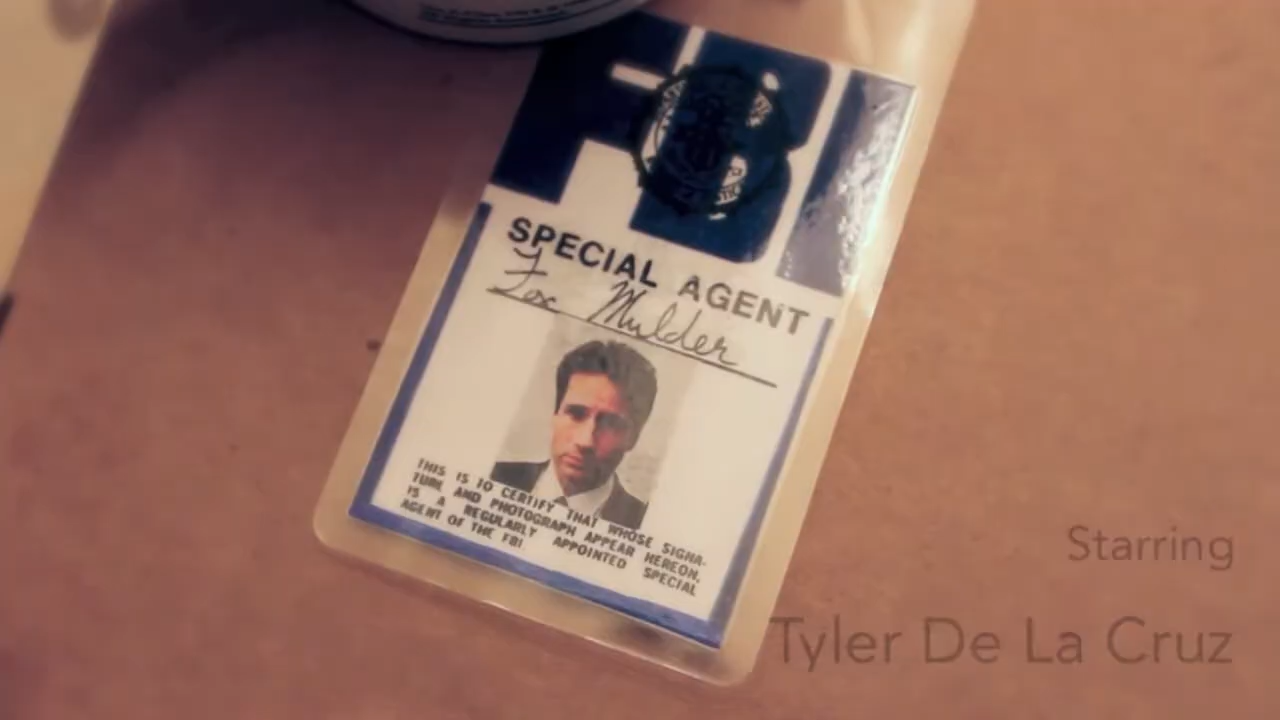 FBI
SPECIAL AGENT
Fox Mulder
THIS IS TO CERTIFY THAT WHOSE SIGNA-
TURE AND PHOTOGRAPH APPEAR HEREON,
IS A REGULARLY APPOINTED SPECIAL
AGENT OF THE FBI
Starring
Tyler De La Cruz